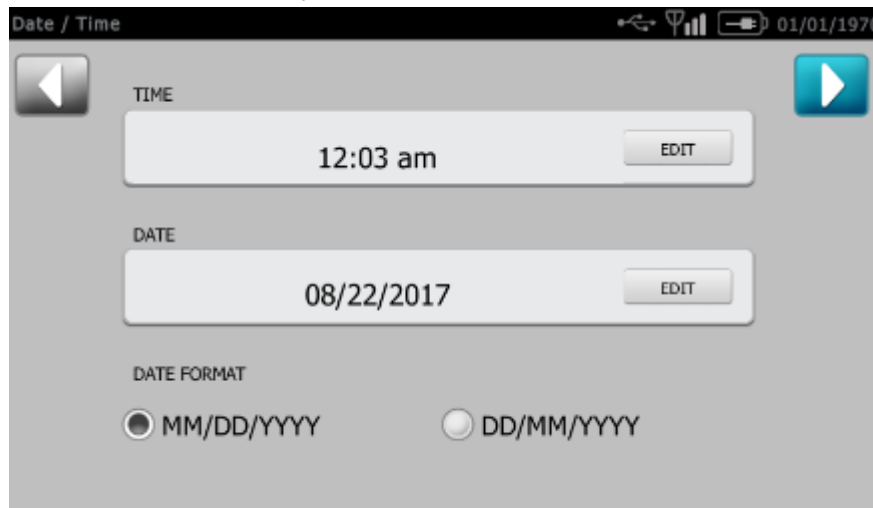 Date / Time 01/01/197
TIME
12:03 am EDIT
DATE
08/22/2017 EDIT
DATE FORMAT
MM/DD/YYYY DD/MM/YYYY